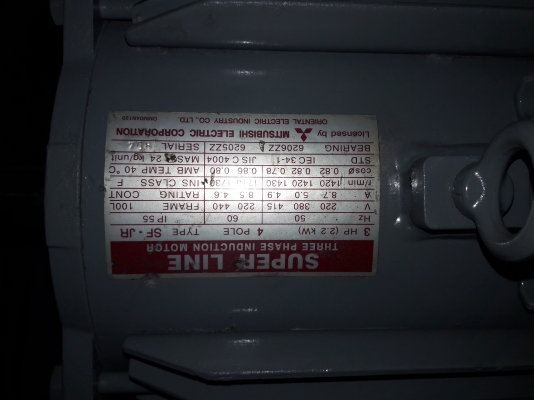 SUPER LINE
THREE PHASE INDUCTION MOTOR
3 HP (2.2 kW) 4 POLE TYPE SF-JR
Hz 50 60 IP 55
V 220 380 415 220 440 FRAME 100L
A 8.7 5.0 4.9 8.5 4.6 RATING CONT
r/min 1420 1420 1430 1730 INS CLASS F
cosø 0.82 0.82 0.78 0.86 0.80 AMB TEMP 40 °C
STD IEC 34-1 JIS C 4004 MASS 24 kg/unit
BEARING 6206ZZ 6205ZZ SERIAL
Licensed by MITSUBISHI ELECTRIC CORPORATION
ORIENTAL ELECTRIC INDUSTRY CO., LTD.